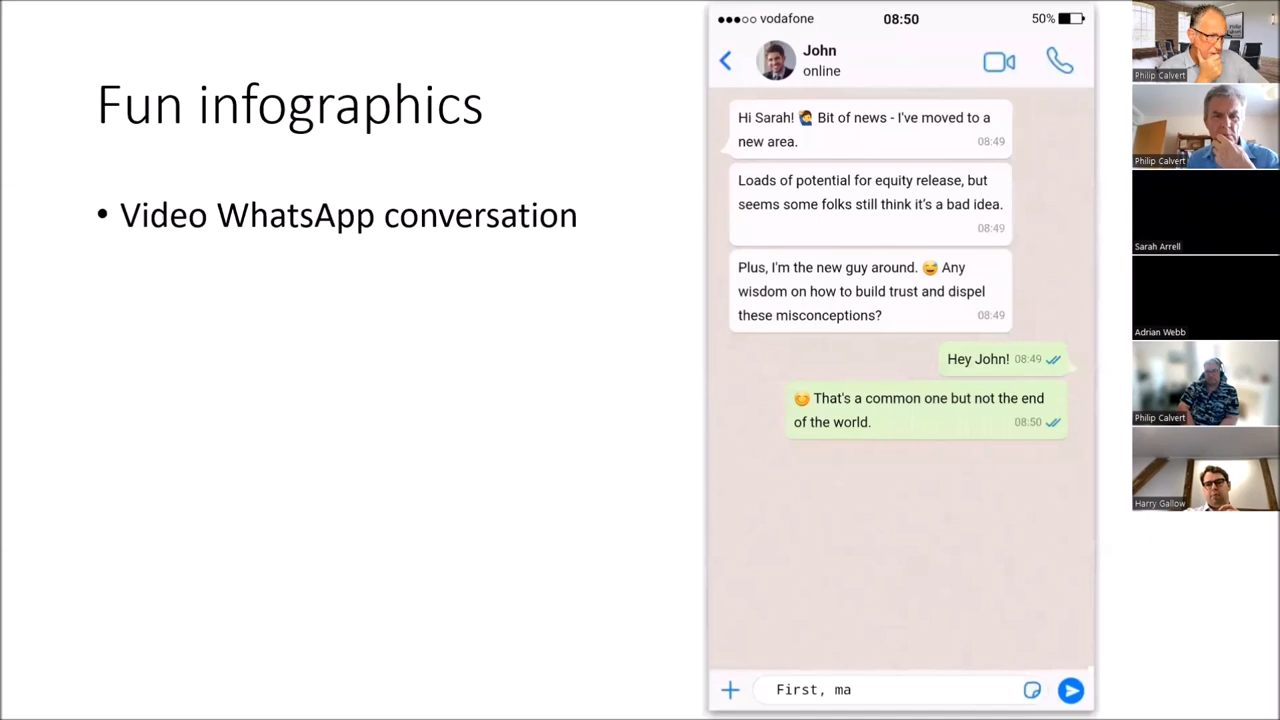 Fun infographics
• Video WhatsApp conversation
vodafone
08:50
50%
John
online
Hi Sarah! 🙋 Bit of news - I've moved to a
new area.
08:49
Loads of potential for equity release, but
seems some folks still think it's a bad idea.
08:49
Plus, I'm the new guy around. 😅 Any
wisdom on how to build trust and dispel
these misconceptions?
08:49
Hey John! 08:49
😊 That's a common one but not the end
of the world.
08:50
First, ma
Philip Calvert
Philip Calvert
Sarah Arrell
Adrian Webb
Philip Calvert
Harry Gallow